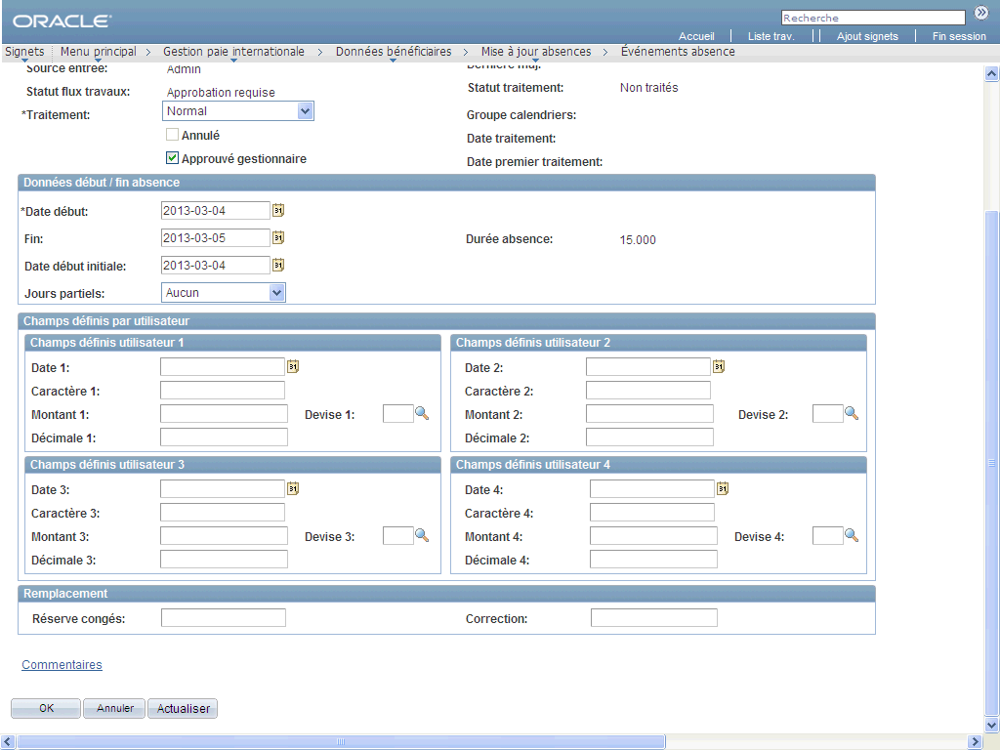 ORACLE
Recherche
Accueil
Liste trav.
Ajout signets
Fin session
Signets Menu principal > Gestion paie internationale > Données bénéficiaires > Mise à jour absences > Événements absence
Source entrée: Admin
Dernière màj:
Statut flux travaux: Approbation requise
Statut traitement: Non traités
*Traitement: Normal
Groupe calendriers:
Annulé
Date traitement:
Approuvé gestionnaire
Date premier traitement:
Données début / fin absence
*Date début: 2013-03-04
Fin: 2013-03-05
Durée absence: 15.000
Date début initiale: 2013-03-04
Jours partiels: Aucun
Champs définis par utilisateur
Champs définis utilisateur 1
Date 1:
Caractère 1:
Montant 1: Devise 1:
Décimale 1:
Champs définis utilisateur 2
Date 2:
Caractère 2:
Montant 2: Devise 2:
Décimale 2:
Champs définis utilisateur 3
Date 3:
Caractère 3:
Montant 3: Devise 3:
Décimale 3:
Champs définis utilisateur 4
Date 4:
Caractère 4:
Montant 4: Devise 4:
Décimale 4:
Remplacement
Réserve congés:
Correction:
Commentaires
OK
Annuler
Actualiser